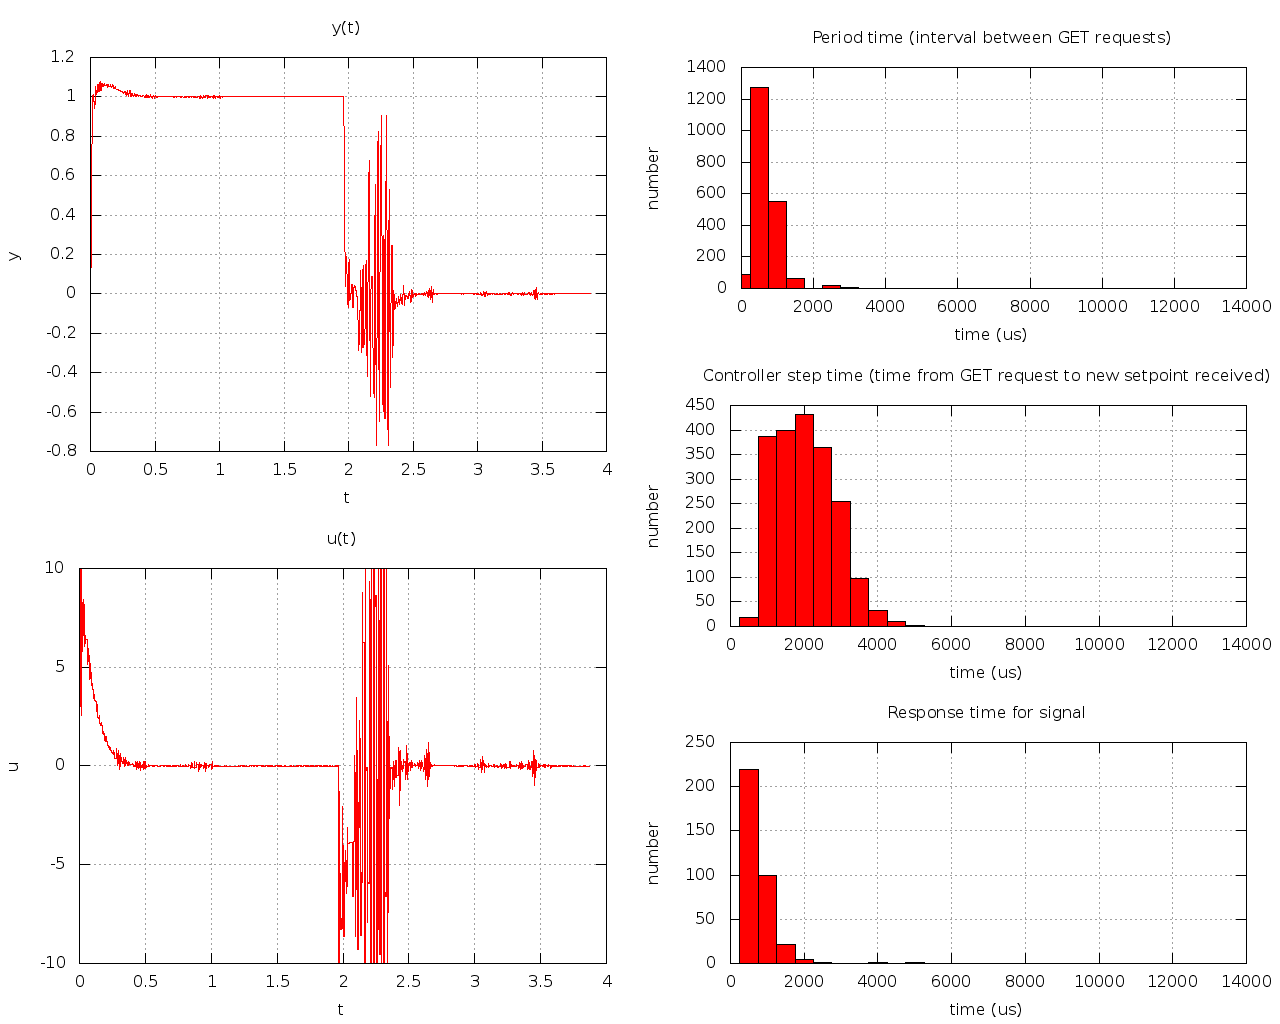 y(t)
1.2
1
0.8
0.6
0.4
0.2
0
-0.2
-0.4
-0.6
-0.8
y
0 0.5 1 1.5 2 2.5 3 3.5 4
t
u(t)
10
5
0
-5
-10
u
0 0.5 1 1.5 2 2.5 3 3.5 4
t
Period time (interval between GET requests)
1400
1200
1000
800
600
400
200
0
number
0 2000 4000 6000 8000 10000 12000 14000
time (us)
Controller step time (time from GET request to new setpoint received)
450
400
350
300
250
200
150
100
50
0
number
0 2000 4000 6000 8000 10000 12000 14000
time (us)
Response time for signal
250
200
150
100
50
0
number
0 2000 4000 6000 8000 10000 12000 14000
time (us)